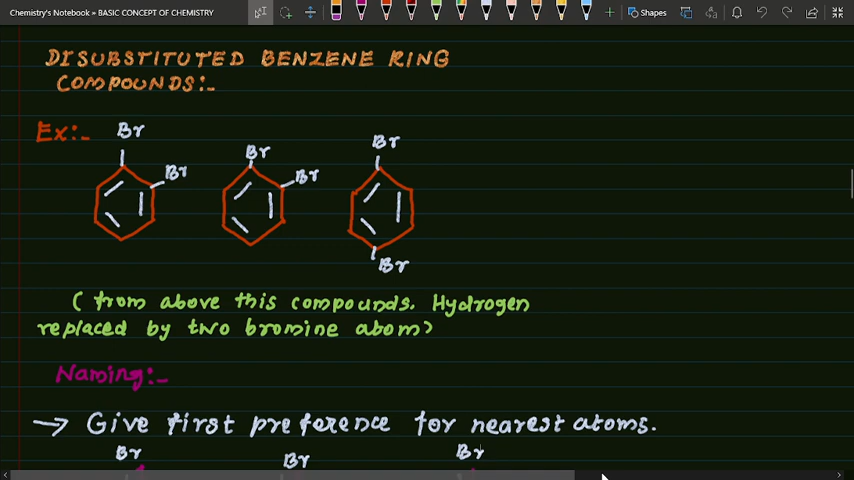 Chemistry's Notebook » BASIC CONCEPT OF CHEMISTRY
Shapes
DISUBSTITUTED BENZENE RING
COMPOUNDS:-
Ex:-
Br
Br
Br
Br
Br
Br
( from above this compounds. Hydrogen
replaced by two bromine atom)
Naming:-
→ Give first preference for nearest atoms.
Br
Br
Br